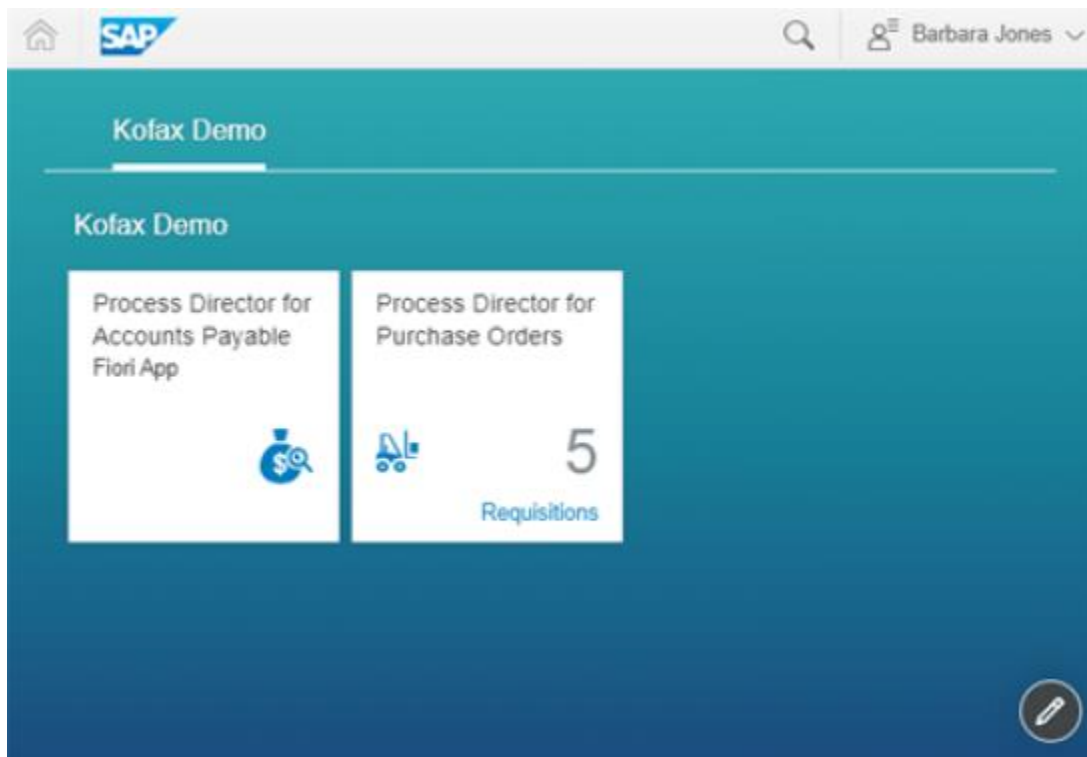 SAP
Barbara Jones
Kofax Demo
Kofax Demo
Process Director for
Accounts Payable
Fiori App
$
Process Director for
Purchase Orders
5
Requisitions